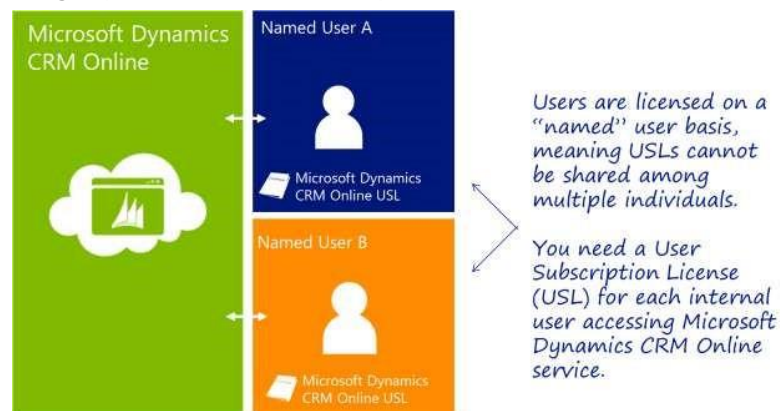 Microsoft Dynamics
CRM Online
Named User A
Microsoft Dynamics
CRM Online USL
Named User B
Microsoft Dynamics
CRM Online USL
Users are licensed on a
“named” user basis,
meaning USLs cannot
be shared among
multiple individuals.
You need a User
Subscription License
(USL) for each internal
user accessing Microsoft
Dynamics CRM Online
service.